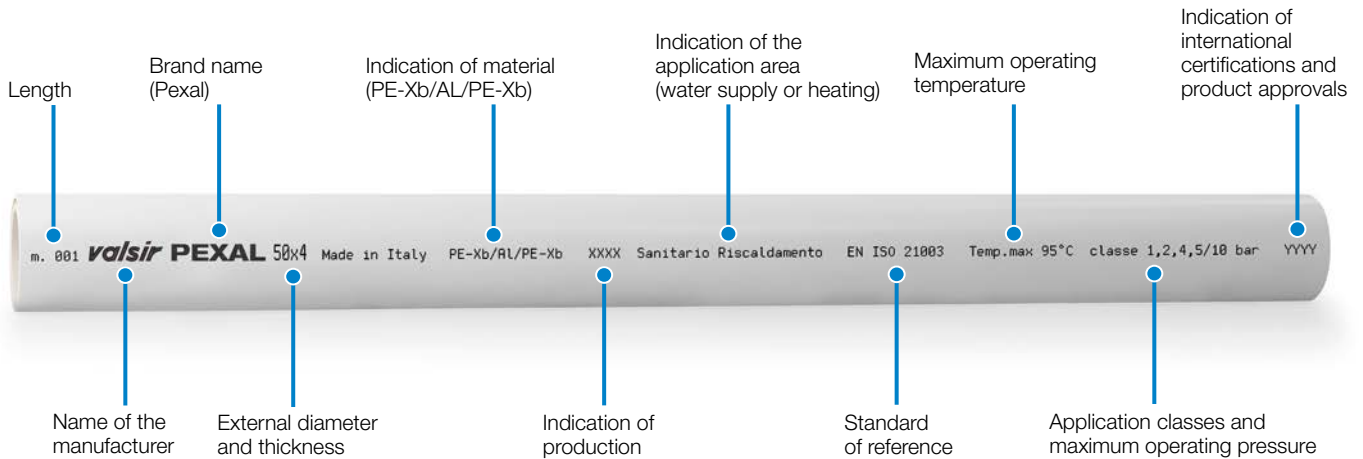 Length
Brand name
(Pexal)
Indication of material
(PE-Xb/AL/PE-Xb)
Indication of the
application area
(water supply or heating)
Maximum operating
temperature
Indication of
international
certifications and
product approvals
m. 001 valsir PEXAL 50x4 Made in Italy PE-Xb/Al/PE-Xb XXXX Sanitario Riscaldamento EN ISO 21003 Temp.max 95°C classe 1,2,4,5/10 bar YYYY
Name of the
manufacturer
External diameter
and thickness
Indication of
production
Standard
of reference
Application classes and
maximum operating pressure